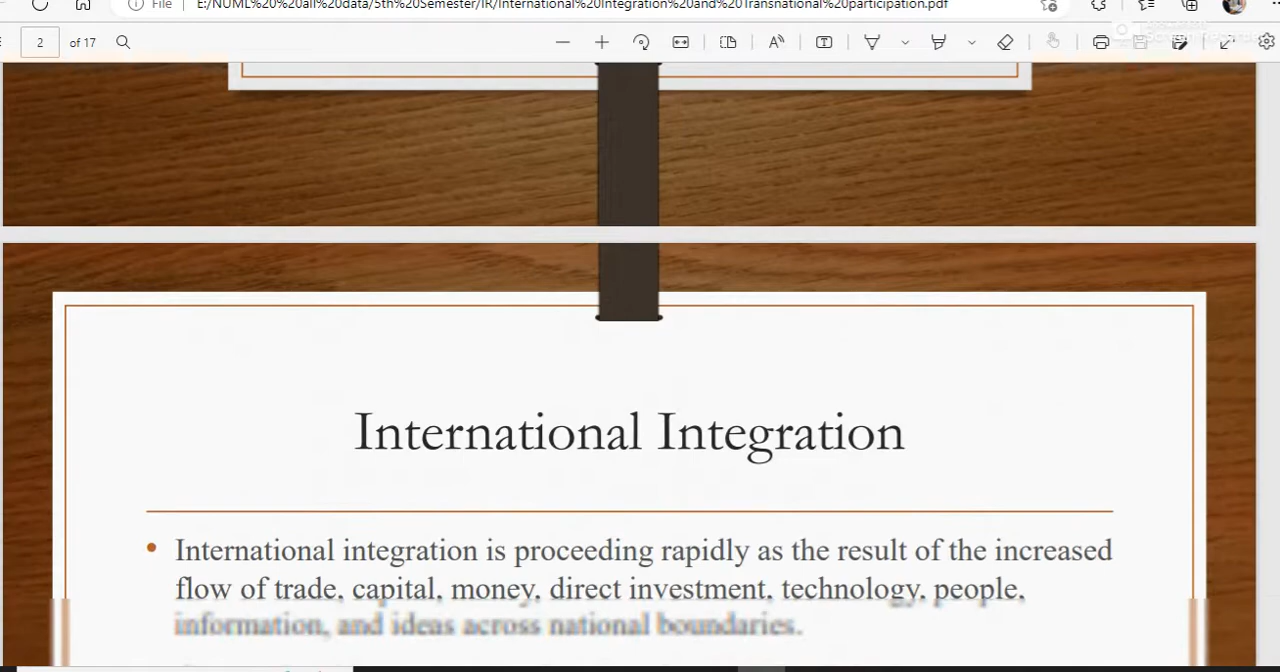 File
E:/NUML%20%20all%20data/5th%20Semester/IR/International%20Integration%20and%20Transnational%20participation.pdf
2 of 17
International Integration
• International integration is proceeding rapidly as the result of the increased
flow of trade, capital, money, direct investment, technology, people,
information, and ideas across national boundaries.